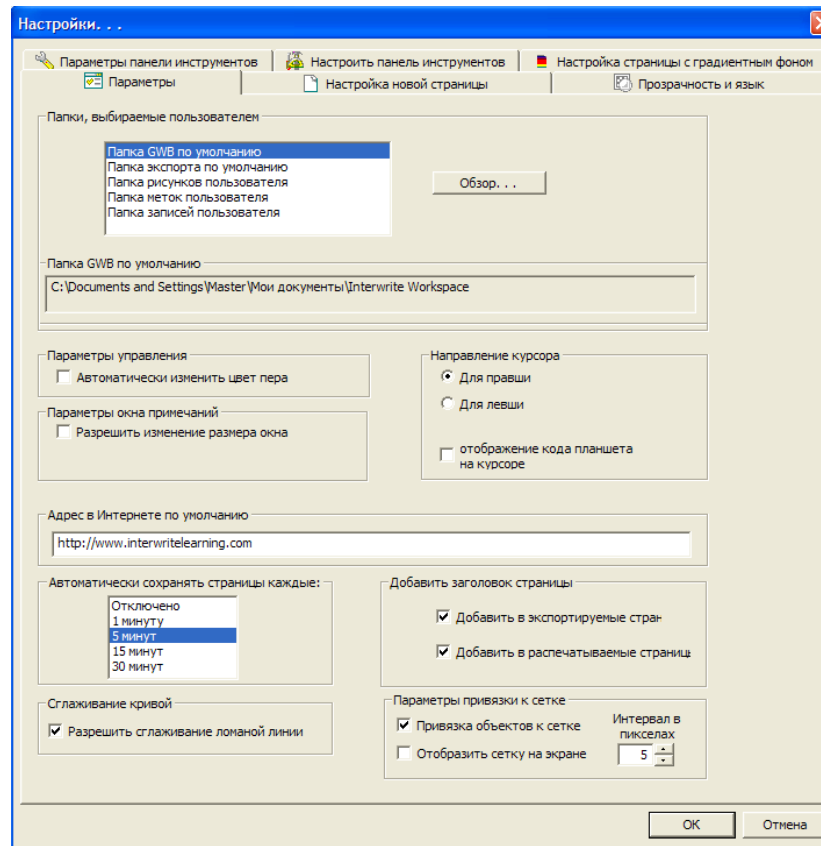 Настройки. . .
Параметры панели инструментов
Настроить панель инструментов
Настройка страницы с градиентным фоном
Параметры
Настройка новой страницы
Прозрачность и язык
Папки, выбираемые пользователем
Папка GWB по умолчанию
Папка экспорта по умолчанию
Папка рисунков пользователя
Папка меток пользователя
Папка записей пользователя
Обзор. . .
Папка GWB по умолчанию
C:\Documents and Settings\Master\Мои документы\Interwrite Workspace
Параметры управления
Автоматически изменить цвет пера
Направление курсора
Для правши
Для левши
отображение кода планшета
на курсоре
Параметры окна примечаний
Разрешить изменение размера окна
Адрес в Интернете по умолчанию
http://www.interwritelearning.com
Автоматически сохранять страницы каждые:
Отключено
1 минуту
5 минут
15 минут
30 минут
Добавить заголовок страницы
Добавить в экспортируемые стран
Добавить в распечатываемые страниц
Сглаживание кривой
Разрешить сглаживание ломаной линии
Параметры привязки к сетке
Привязка объектов к сетке
Отобразить сетку на экране
Интервал в
пикселах
5
OK
Отмена